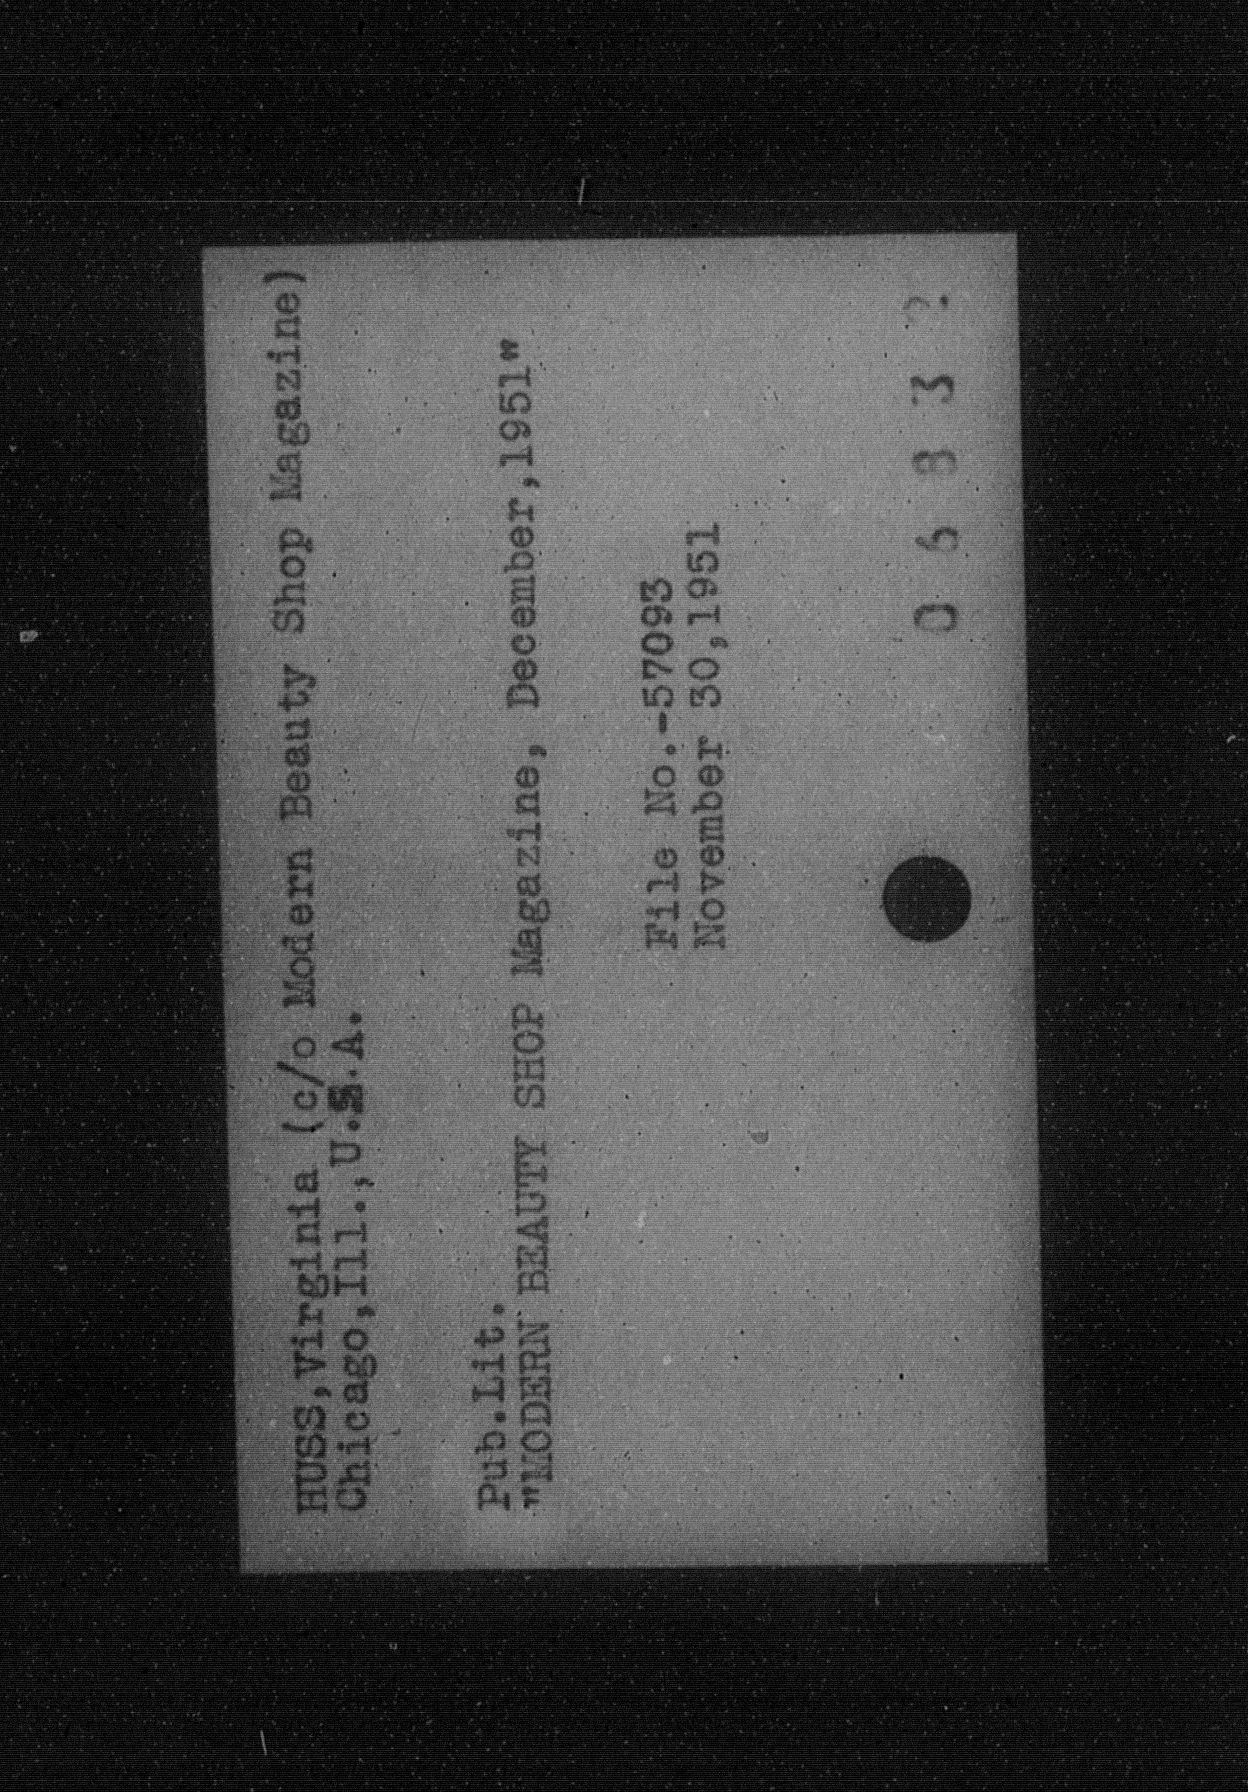 HUSS,Virginia (c/o Modern Beauty Shop Magazine)
Chicago,Ill.,U.S.A.
Pub.Lit.
"MODERN BEAUTY SHOP Magazine, December,1951"
File No.-57093
November 30,1951
0 6 8 3 ?